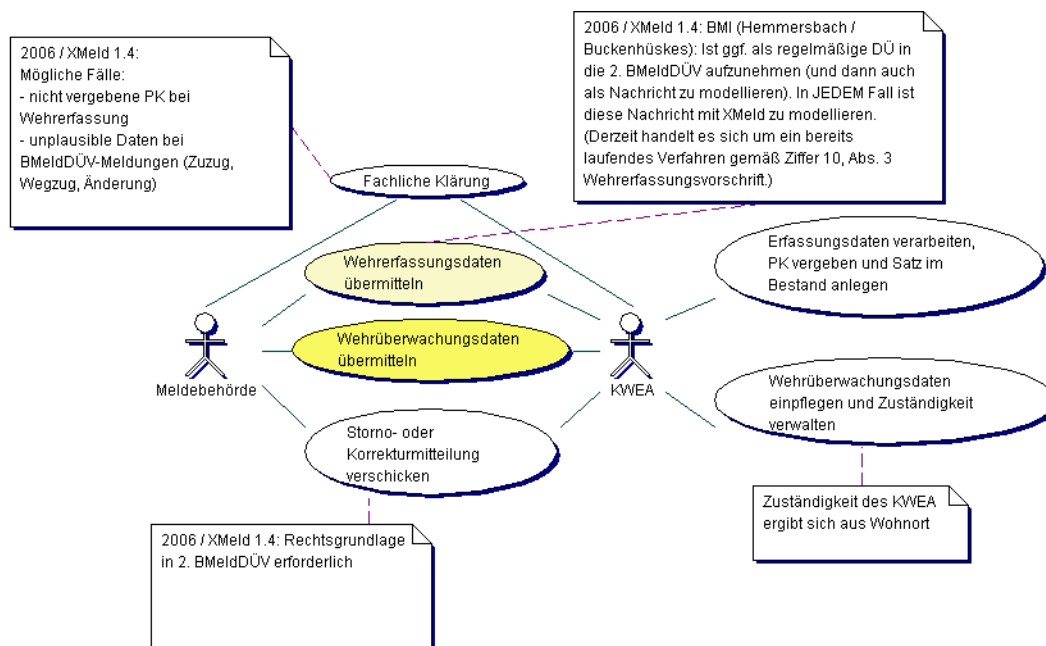 2006 / XMeld 1.4:
Mögliche Fälle:
- nicht vergebene PK bei
Wehrerfassung
- unplausible Daten bei
BMeldDÜV-Meldungen (Zuzug,
Wegzug, Änderung)
2006 / XMeld 1.4: BMI (Hemmersbach /
Buckenhüskes): Ist ggf. als regelmäßige DÜ in
die 2. BMeldDÜV aufzunehmen (und dann auch
als Nachricht zu modellieren). In JEDEM Fall ist
diese Nachricht mit XMeld zu modellieren.
(Derzeit handelt es sich um ein bereits
laufendes Verfahren gemäß Ziffer 10, Abs. 3
Wehrerfassungsvorschrift.)
Fachliche Klärung
Wehrerfassungsdaten
übermitteln
Erfassungsdaten verarbeiten,
PK vergeben und Satz im
Bestand anlegen
Wehrüberwachungsdaten
übermitteln
Meldebehörde
KWEA
Wehrüberwachungsdaten
einpflegen und Zuständigkeit
verwalten
Storno- oder
Korrekturmitteilung
verschicken
Zuständigkeit des KWEA
ergibt sich aus Wohnort
2006 / XMeld 1.4: Rechtsgrundlage
in 2. BMeldDÜV erforderlich